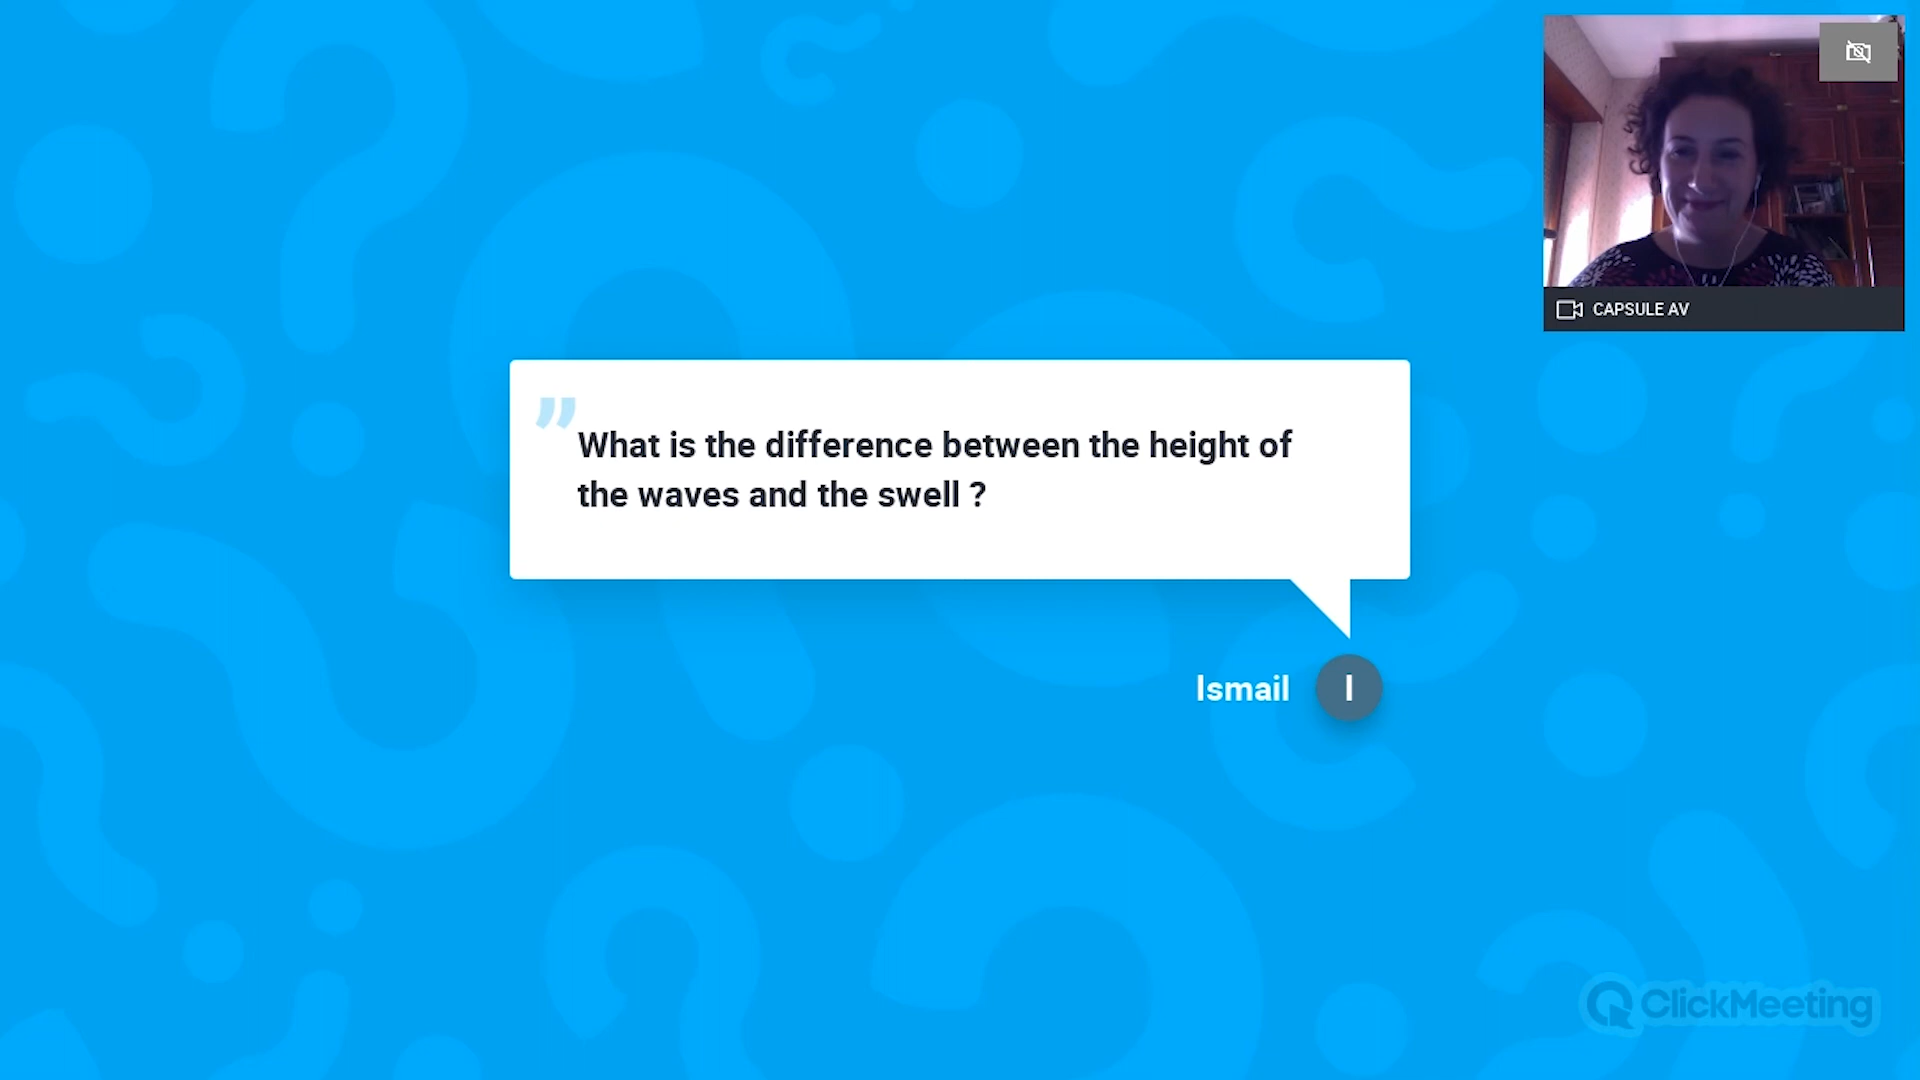 CAPSULE AV
” What is the difference between the height of
the waves and the swell ?
Ismail
I
ClickMeeting